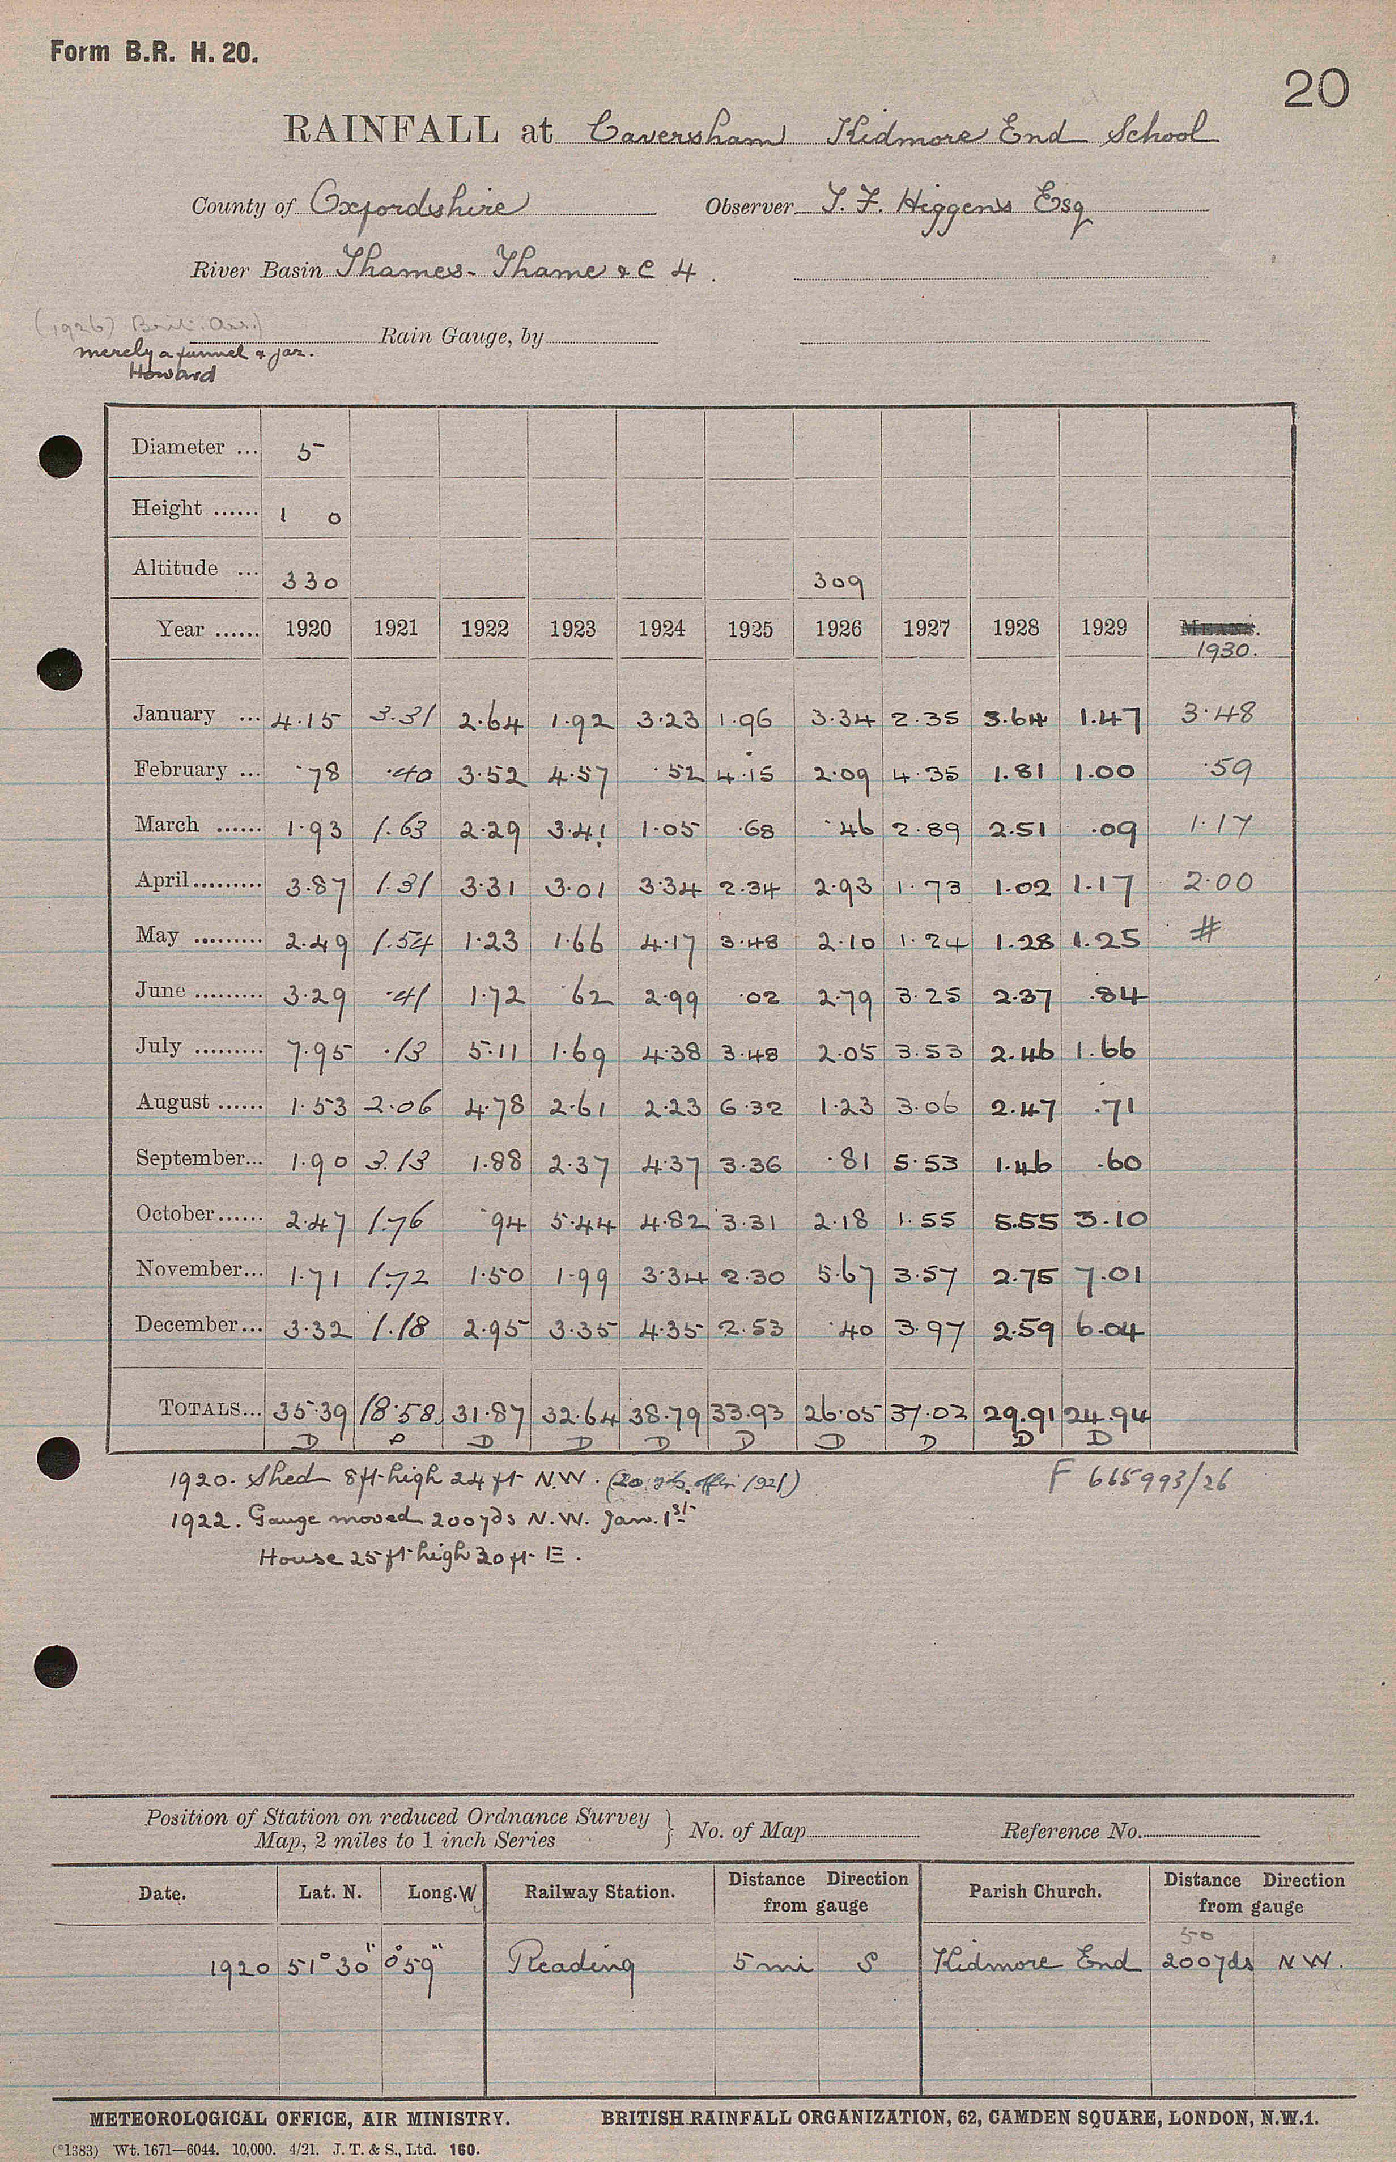 Form B.R. H. 20.
20
RAINFALL at Caversham Kidmore End School
County of Oxfordshire Observer T. F. Higgens Esq
River Basin Thames - Thame & C 4.
(1926)
Rain Gauge, by
merely a funnel & jar.
Howard
Diameter ... 5
Height ...... 1 0
Altitude ... 330 309
Year ...... 1920 1921 1922 1923 1924 1925 1926 1927 1928 1929 MEANS.
1930.
January ... 4.15 3.31 2.64 1.92 3.23 1.96 3.34 2.35 3.64 1.47 3.48
February ... .78 .40 3.52 4.57 .52 4.15 2.09 4.35 1.81 1.00 .59
March ...... 1.93 1.63 2.29 3.41 1.05 .68 .46 2.89 2.51 .09 1.17
April ......... 3.87 1.31 3.31 3.01 3.34 2.34 2.93 1.73 1.02 1.17 2.00
May ......... 2.49 1.54 1.23 1.66 4.17 3.48 2.10 1.24 1.28 1.25 #
June ......... 3.29 .41 1.72 .62 2.99 .02 2.79 3.25 2.37 .84
July ......... 7.95 .13 5.11 1.69 4.38 3.48 2.05 3.53 2.46 1.66
August ...... 1.53 2.06 4.78 2.61 2.23 6.32 1.23 3.06 2.47 .71
September... 1.90 3.13 1.88 2.37 4.37 3.36 .81 5.53 1.46 .60
October ...... 2.47 1.76 .94 5.44 4.82 3.31 2.18 1.55 5.55 3.10
November... 1.71 1.72 1.50 1.99 3.34 2.30 5.67 3.57 2.75 7.01
December... 3.32 1.18 2.95 3.35 4.35 2.53 .40 3.97 2.59 6.04
TOTALS... 35.39 18.58 31.87 32.64 38.79 33.93 26.05 37.02 29.91 24.94
D D D D D D D D D D
1920. Shed 8ft high 24 ft N.W. F 665993/26
1922. Gauge moved 200yds N.W. Jan. 1st
House 25 ft high 30 ft E.
Position of Station on reduced Ordnance Survey
Map, 2 miles to 1 inch Series } No. of Map Reference No.
Date. Lat. N. Long. W Railway Station. Distance Direction from gauge Parish Church. Distance Direction from gauge
50
1920 51° 30" 0° 59" Reading 5 mi S Kidmore End 200yds NW.
METEOROLOGICAL OFFICE, AIR MINISTRY. BRITISH RAINFALL ORGANIZATION, 62, CAMDEN SQUARE, LONDON, N.W.1.
(*1383) Wt. 1671—6044. 10,000. 4/21. J. T. & S., Ltd. 160.